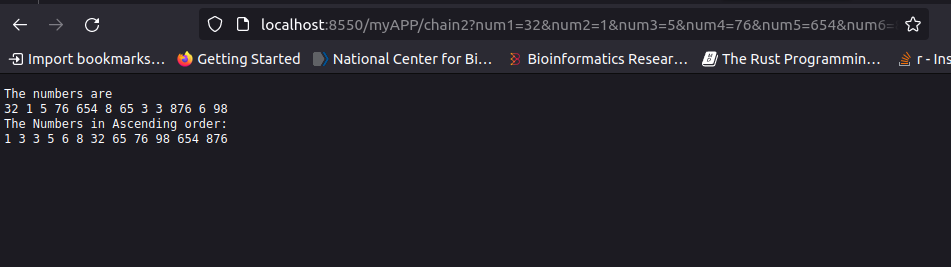 localhost:8550/myAPP/chain2?num1=32&num2=1&num3=5&num4=76&num5=654&num6=
Import bookmarks… Getting Started National Center for Bi… Bioinformatics Resear… The Rust Programmin… r - Ins
The numbers are
32 1 5 76 654 8 65 3 3 876 6 98
The Numbers in Ascending order:
1 3 3 5 6 8 32 65 76 98 654 876